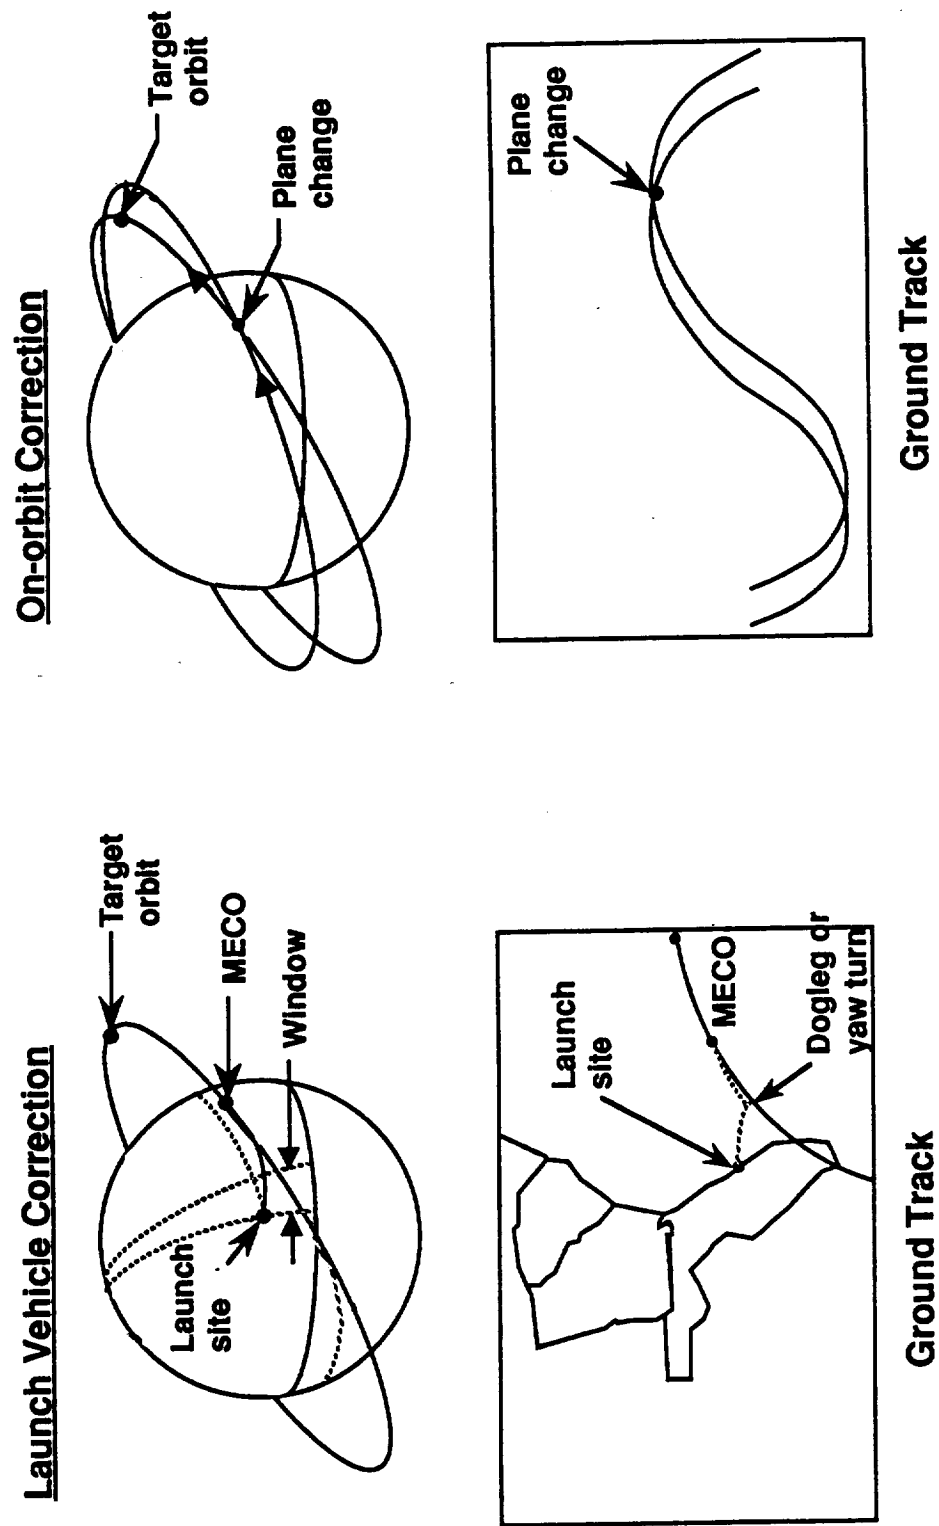 Launch Vehicle Correction
Target
orbit
MECO
Window
Launch
site
Launch
site
MECO
Dogleg or
yaw turn
Ground Track
On-orbit Correction
Target
orbit
Plane
change
Plane
change
Ground Track